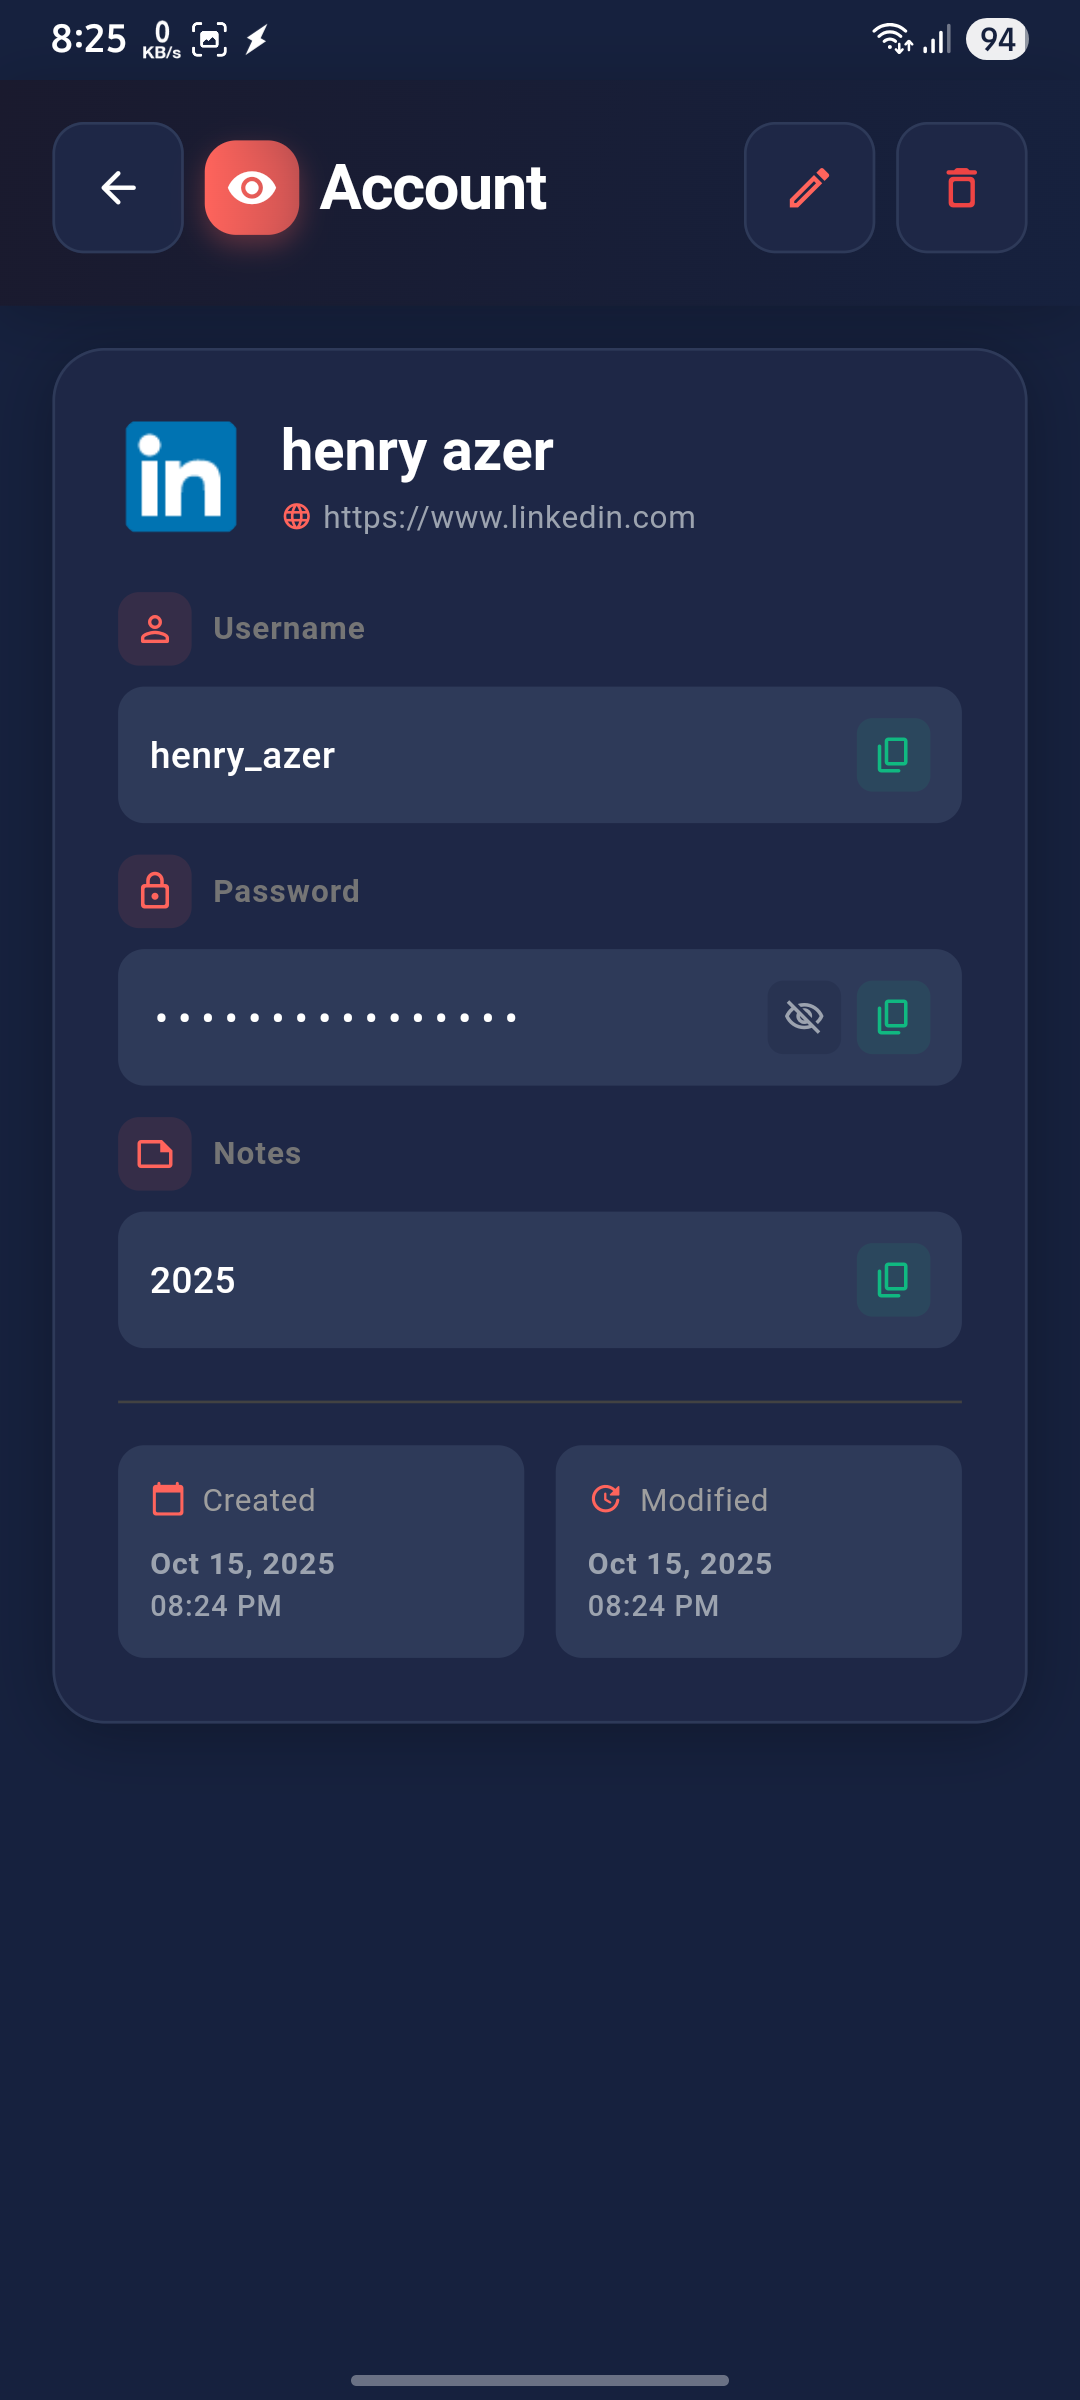 8:25
0
KB/s
94
Account
in
henry azer
https://www.linkedin.com
Username
henry_azer
Password
••••••••••••••••
Notes
2025
Created
Oct 15, 2025
08:24 PM
Modified
Oct 15, 2025
08:24 PM